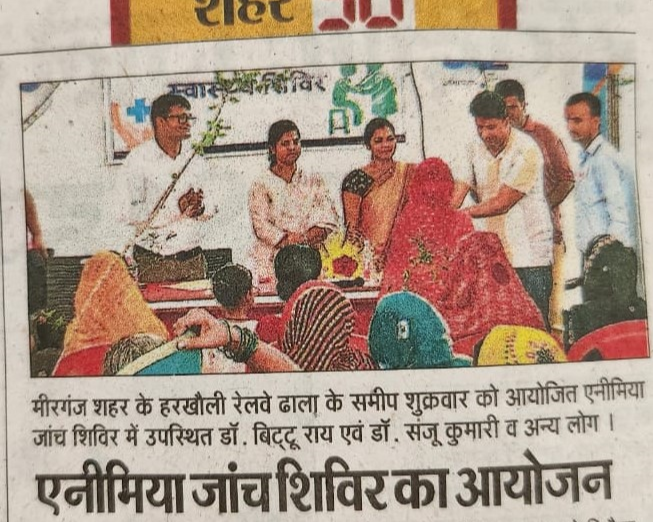 शहर
स्वास्थ्य शिविर
मीरगंज शहर के हरखौली रेलवे ढाला के समीप शुक्रवार को आयोजित एनीमिया
जांच शिविर में उपस्थित डॉ. बिट्टू राय एवं डॉ. संजू कुमारी व अन्य लोग ।
एनीमिया जांच शिविर का आयोजन